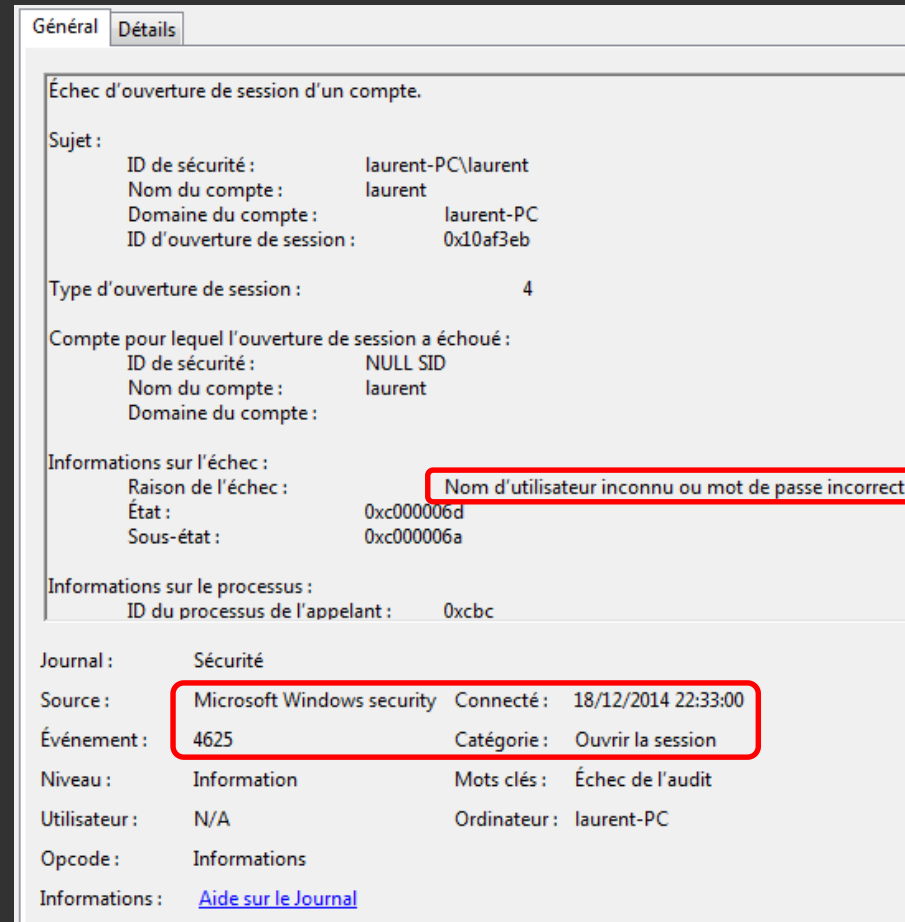 Général Détails
Échec d'ouverture de session d'un compte.
Sujet :
ID de sécurité : laurent-PC\laurent
Nom du compte : laurent
Domaine du compte : laurent-PC
ID d'ouverture de session : 0x10af3eb
Type d'ouverture de session : 4
Compte pour lequel l'ouverture de session a échoué :
ID de sécurité : NULL SID
Nom du compte : laurent
Domaine du compte :
Informations sur l'échec :
Raison de l'échec : Nom d'utilisateur inconnu ou mot de passe incorrect
État : 0xc000006d
Sous-état : 0xc000006a
Informations sur le processus :
ID du processus de l'appelant : 0xcbc
Journal : Sécurité
Source : Microsoft Windows security Connecté : 18/12/2014 22:33:00
Événement : 4625 Catégorie : Ouvrir la session
Niveau : Information Mots clés : Échec de l'audit
Utilisateur : N/A Ordinateur : laurent-PC
Opcode : Informations
Informations : Aide sur le Journal